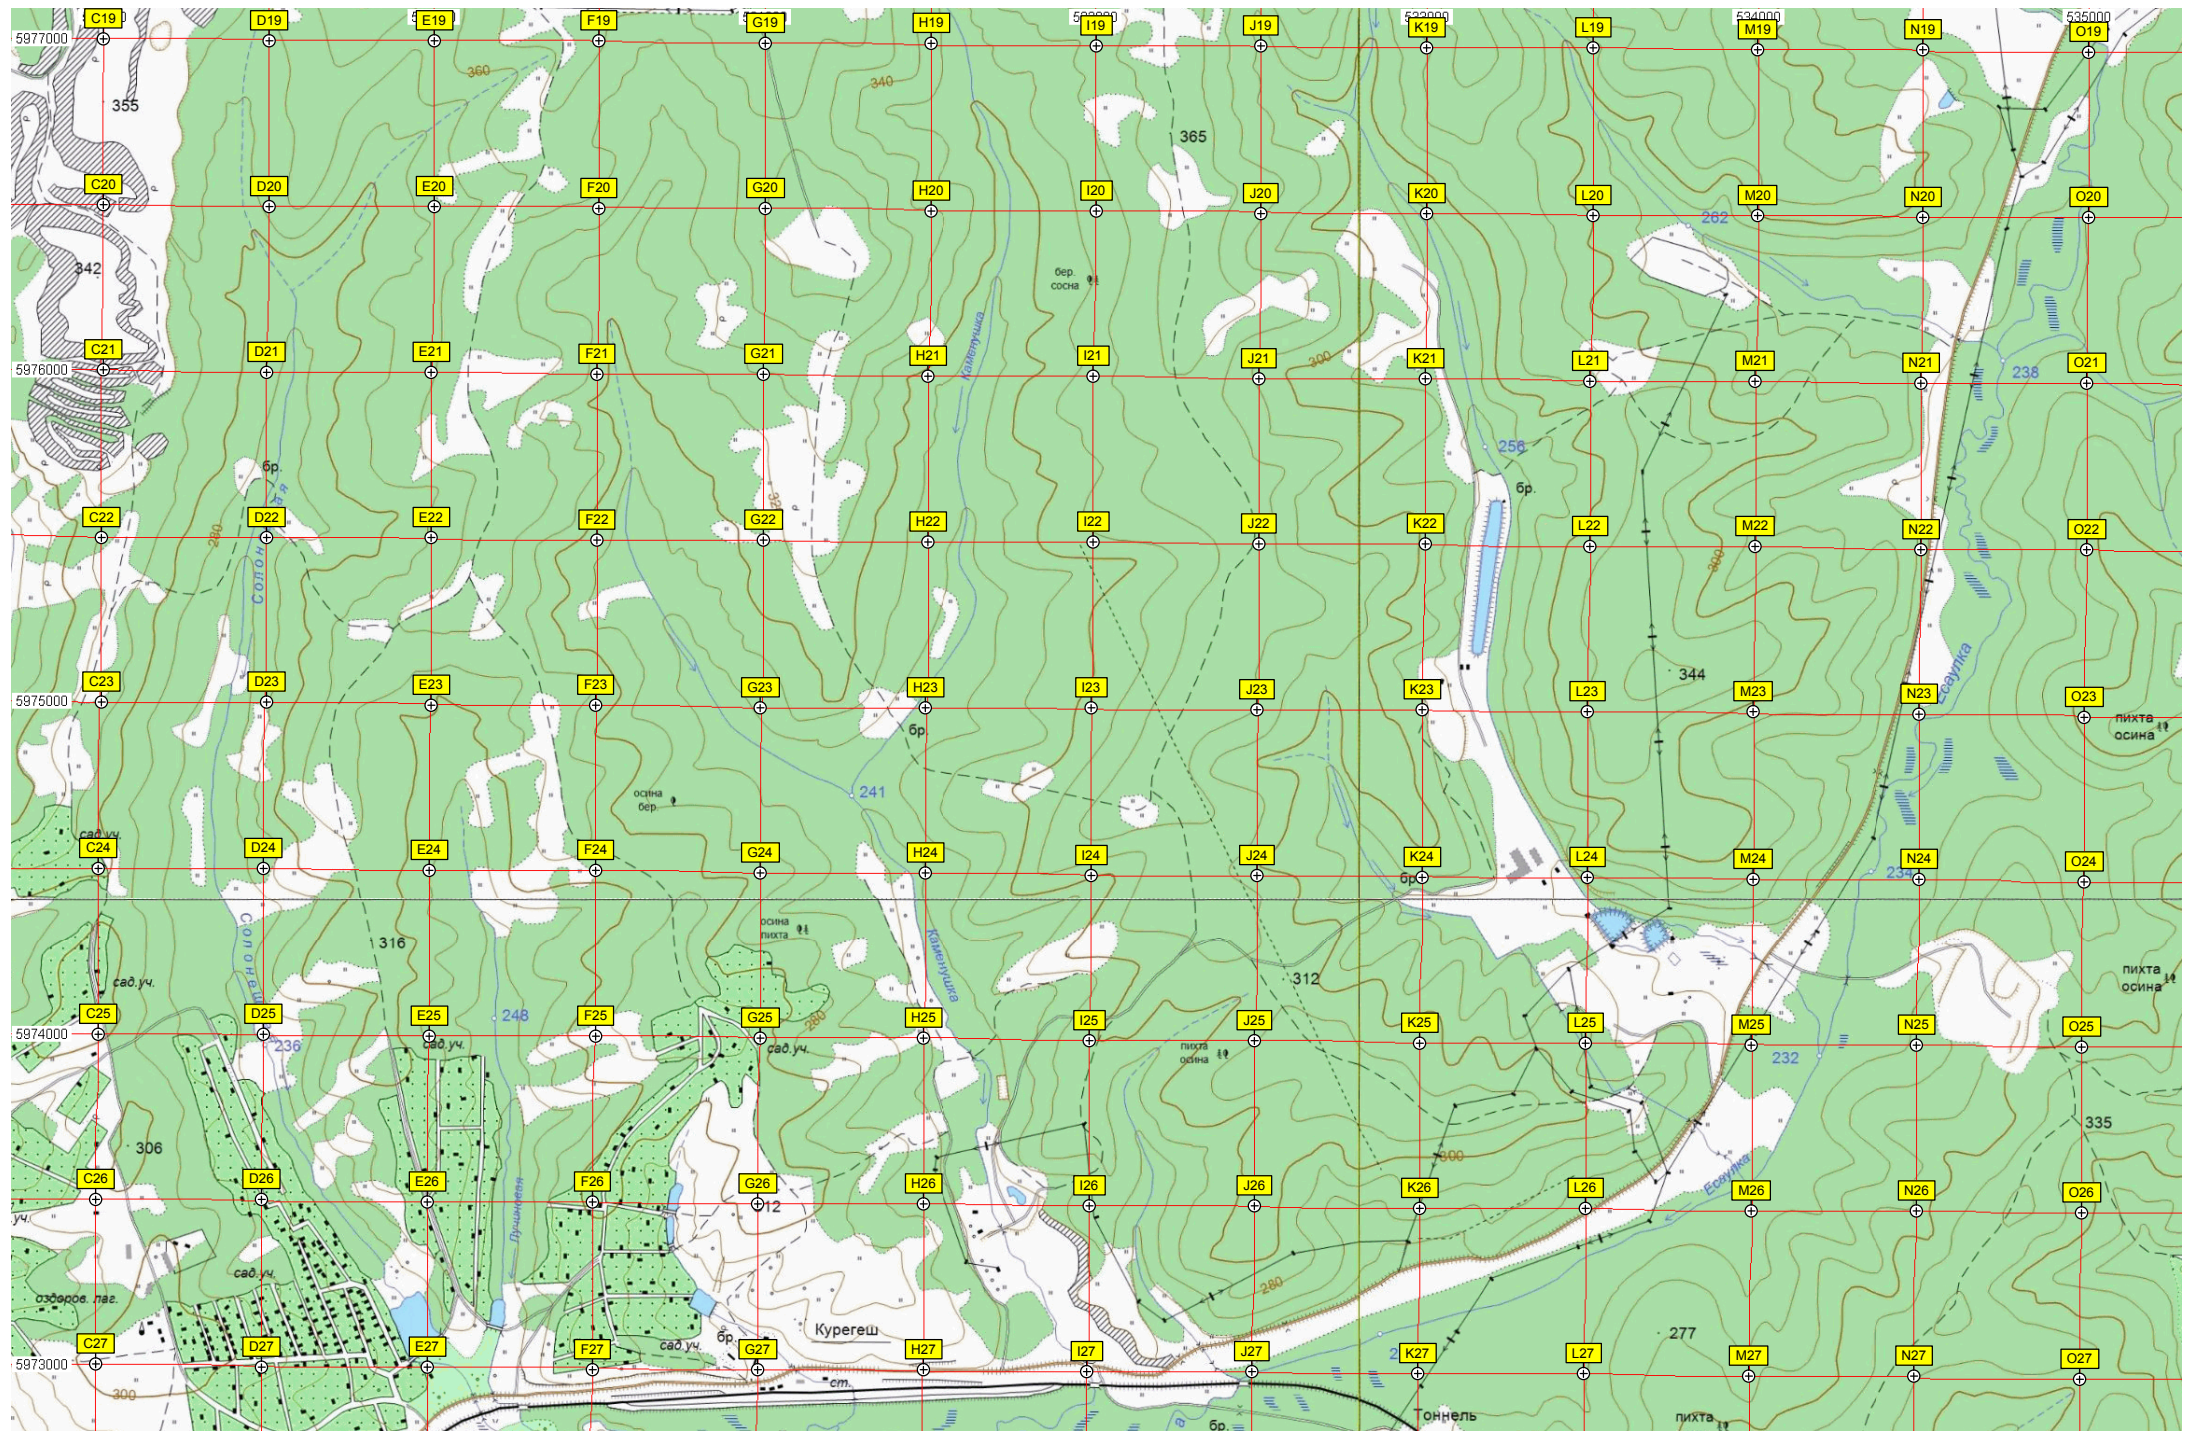 533000 534000 535000
C19 D19 E19 F19 G19 H19 I19 J19 K19 L19 M19 N19 O19
5977000
360
340
355
365
C20 D20 E20 F20 G20 H20 I20 J20 K20 L20 M20 N20 O20
262
342
бер.
сосна
Каменушка
300
C21 D21 E21 F21 G21 H21 I21 J21 K21 L21 M21 N21 O21
5976000
238
256
бр.
бр.
C22 D22 E22 F22 G22 H22 I22 J22 K22 L22 M22 N22 O22
280
300
344
Есаулка
C23 D23 E23 F23 G23 H23 I23 J23 K23 L23 M23 N23 O23
5975000
бр.
пихта
осина
241
осина
бер.
сад.уч.
C24 D24 E24 F24 G24 H24 I24 J24 K24 L24 M24 N24 O24
234
бр.
осина
пихта
316
Каменушка
312
пихта
осина
сад.уч.
C25 D25 E25 F25 G25 H25 I25 J25 K25 L25 M25 N25 O25
248
280
5974000
236
сад.уч.
сад.уч.
пихта
осина
232
306
300
335
Есаулка
C26 D26 E26 F26 G26 H26 I26 J26 K26 L26 M26 N26 O26
уч.
Лучиновая
сад.уч.
280
оздоров. лаг.
Курегеш
бр.
277
сад.уч.
C27 D27 E27 F27 G27 H27 I27 J27 K27 L27 M27 N27 O27
5973000
300
ст.
Тоннель
пихта
бр.